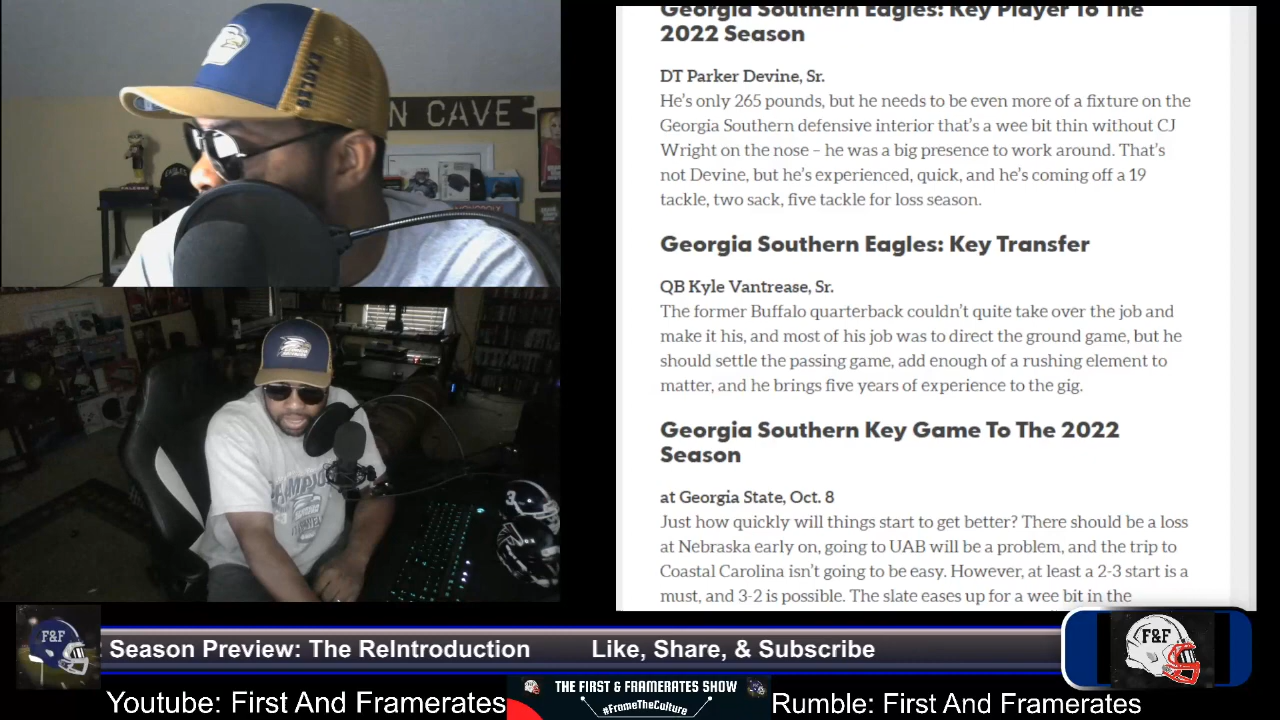 EAGLES
N CAVE
MONOPOLY
Georgia Southern Eagles: Key Player To The
2022 Season
DT Parker Devine, Sr.
He's only 265 pounds, but he needs to be even more of a fixture on the
Georgia Southern defensive interior that's a wee bit thin without CJ
Wright on the nose – he was a big presence to work around. That's
not Devine, but he's experienced, quick, and he's coming off a 19
tackle, two sack, five tackle for loss season.
Georgia Southern Eagles: Key Transfer
QB Kyle Vantrease, Sr.
The former Buffalo quarterback couldn't quite take over the job and
make it his, and most of his job was to direct the ground game, but he
should settle the passing game, add enough of a rushing element to
matter, and he brings five years of experience to the gig.
Georgia Southern Key Game To The 2022
Season
at Georgia State, Oct. 8
Just how quickly will things start to get better? There should be a loss
at Nebraska early on, going to UAB will be a problem, and the trip to
Coastal Carolina isn't going to be easy. However, at least a 2-3 start is a
must, and 3-2 is possible. The slate eases up for a wee bit in the
3
F&F
Season Preview: The ReIntroduction Like, Share, & Subscribe
F&F
Youtube: First And Framerates
THE FIRST & FRAMERATES SHOW
#FrameTheCulture
Rumble: First And Framerates